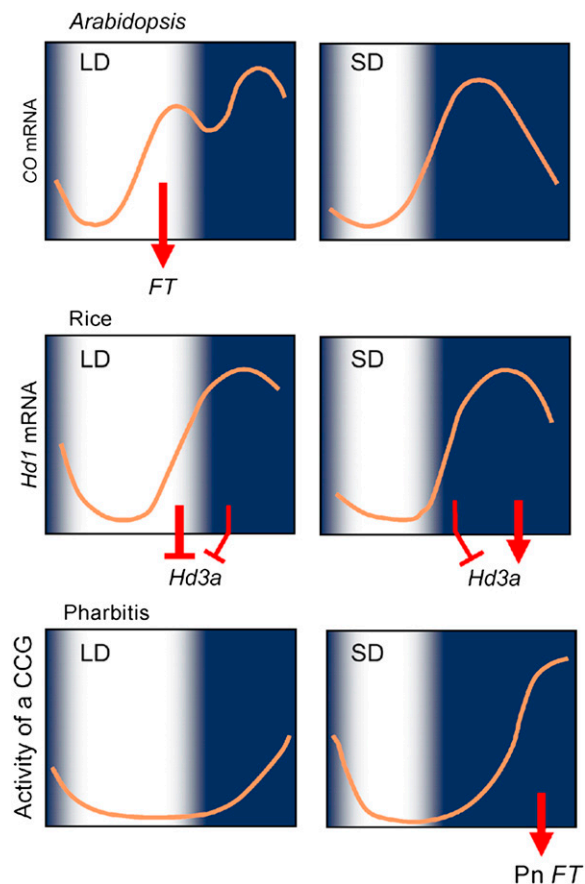 Arabidopsis
LD
SD
CO mRNA
FT
Rice
LD
SD
Hd1 mRNA
Hd3a
Hd3a
Pharbitis
LD
SD
Activity of a CCG
Pn FT